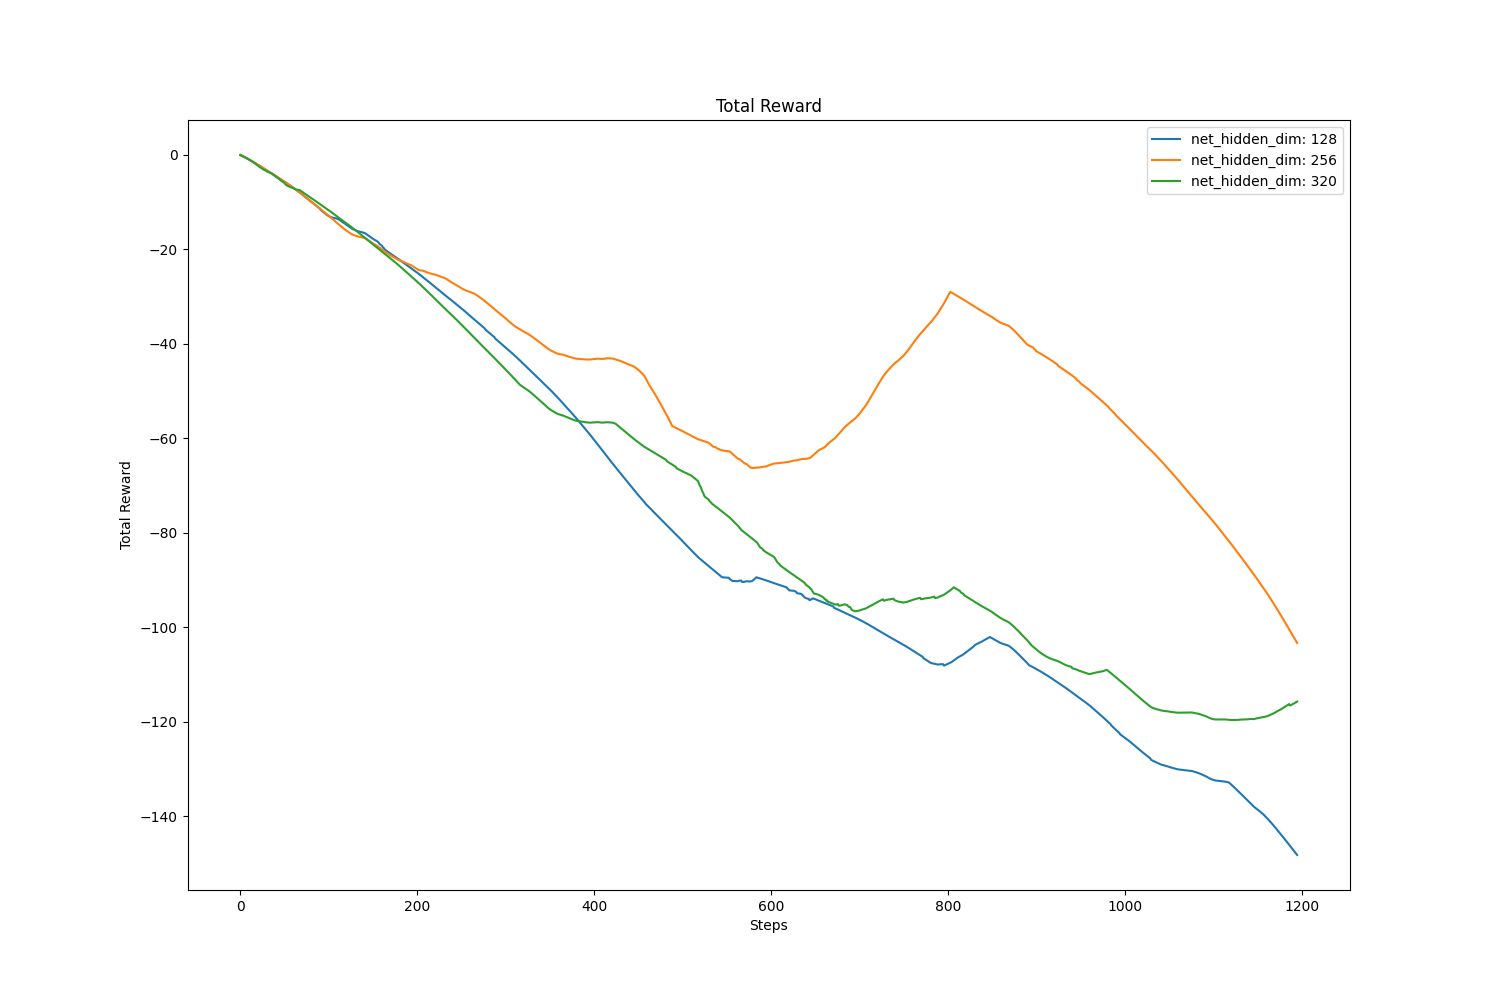 Total Reward
net_hidden_dim: 128
net_hidden_dim: 256
net_hidden_dim: 320
0
−20
−40
−60
−80
−100
−120
−140
Total Reward
0 200 400 600 800 1000 1200
Steps